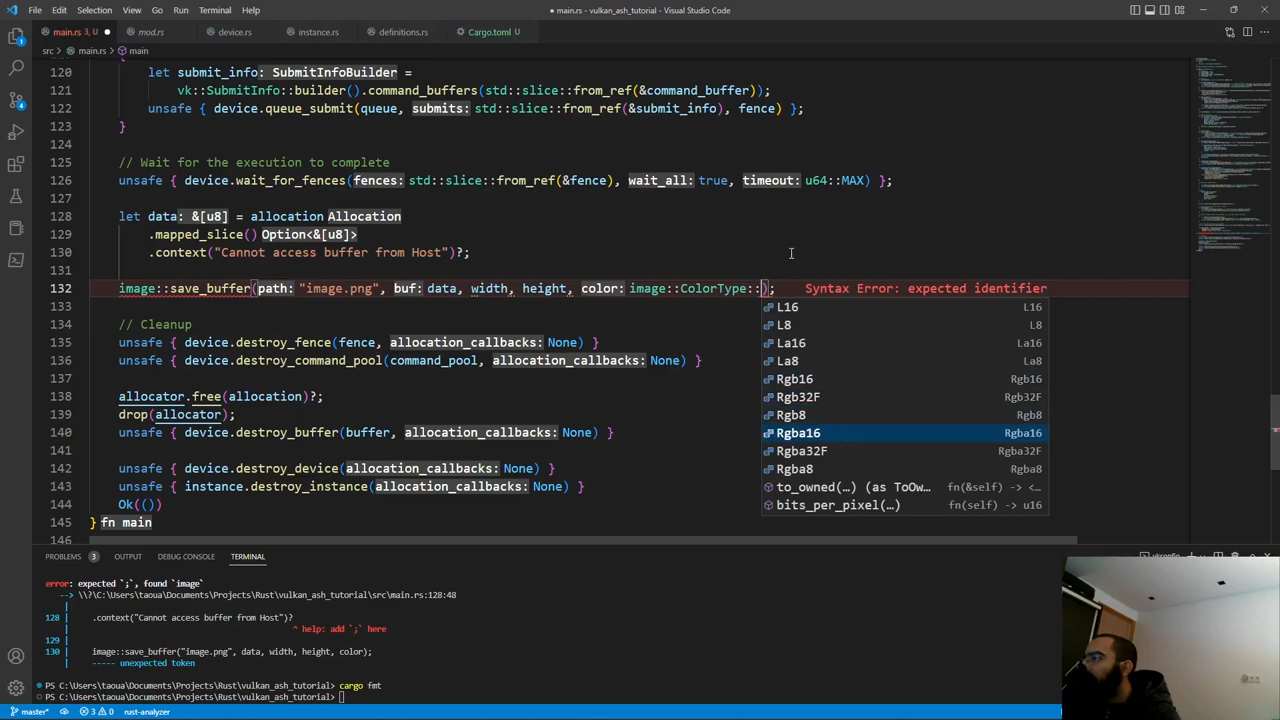 File Edit Selection View Go Run Terminal Help
● main.rs - vulkan_ash_tutorial - Visual Studio Code
main.rs 3, U ● mod.rs device.rs instance.rs definitions.rs Cargo.toml U
src > main.rs > main
120 let submit_info: SubmitInfoBuilder =
121 vk::SubmitInfo::builder().command_buffers(std::slice::from_ref(&command_buffer));
122 unsafe { device.queue_submit(queue, submits: std::slice::from_ref(&submit_info), fence) };
123 }
124
125 // Wait for the execution to complete
126 unsafe { device.wait_for_fences(fences: std::slice::from_ref(&fence), wait_all: true, timeout: u64::MAX) };
127
128 let data: &[u8] = allocation Allocation
129 .mapped_slice() Option<&[u8]>
130 .context("Cannot access buffer from Host")?;
131
132 image::save_buffer(path: "image.png", buf: data, width, height, color: image::ColorType::); Syntax Error: expected identifier
133
134 // Cleanup
135 unsafe { device.destroy_fence(fence, allocation_callbacks: None) }
136 unsafe { device.destroy_command_pool(command_pool, allocation_callbacks: None) }
137
138 allocator.free(allocation)?;
139 drop(allocator);
140 unsafe { device.destroy_buffer(buffer, allocation_callbacks: None) }
141
142 unsafe { device.destroy_device(allocation_callbacks: None) }
143 unsafe { instance.destroy_instance(allocation_callbacks: None) }
144 Ok(())
145 } fn main
146
L16 L16
L8 L8
La16 La16
La8 La8
Rgb16 Rgb16
Rgb32F Rgb32F
Rgb8 Rgb8
Rgba16 Rgba16
Rgba32F Rgba32F
Rgba8 Rgba8
to_owned(…) (as ToOw… fn(&self) -> <…
bits_per_pixel(…) fn(self) -> u16
PROBLEMS 3 OUTPUT DEBUG CONSOLE TERMINAL
error: expected `;`, found `image`
--> \\?\C:\Users\taoua\Documents\Projects\Rust\vulkan_ash_tutorial\src\main.rs:128:48
|
128 | .context("Cannot access buffer from Host")?
| ^ help: add `;` here
129 |
130 | image::save_buffer("image.png", data, width, height, color);
| ----- unexpected token
PS C:\Users\taoua\Documents\Projects\Rust\vulkan_ash_tutorial> cargo fmt
PS C:\Users\taoua\Documents\Projects\Rust\vulkan_ash_tutorial>
master* 3 0 rust-analyzer